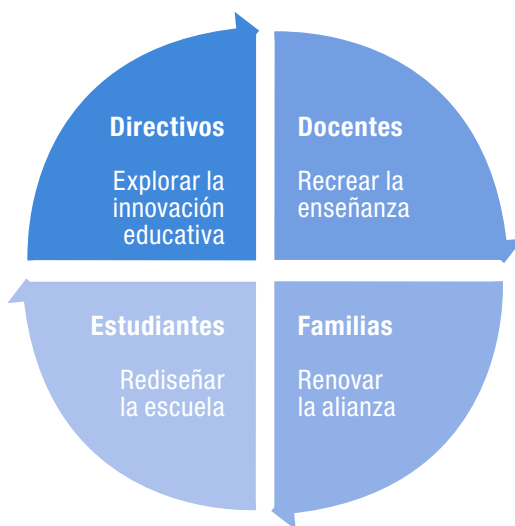 Directivos
Explorar la
innovación
educativa
Docentes
Recrear la
enseñanza
Estudiantes
Rediseñar
la escuela
Familias
Renovar
la alianza